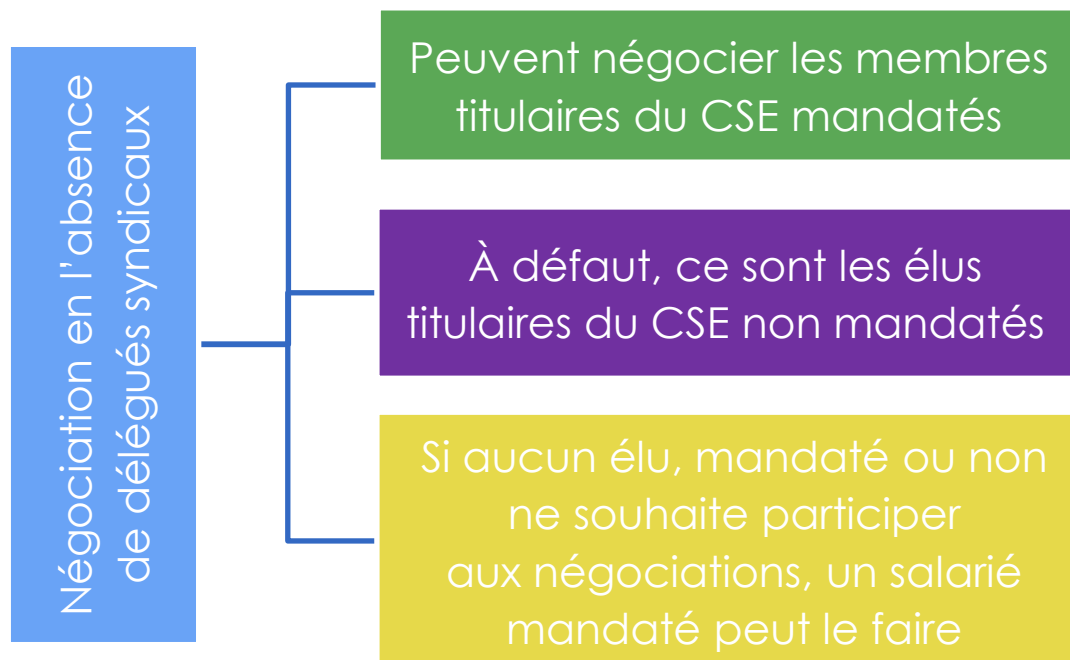 Négociation en l'absence
de délégués syndicaux
Peuvent négocier les membres
titulaires du CSE mandatés
À défaut, ce sont les élus
titulaires du CSE non mandatés
Si aucun élu, mandaté ou non
ne souhaite participer
aux négociations, un salarié
mandaté peut le faire